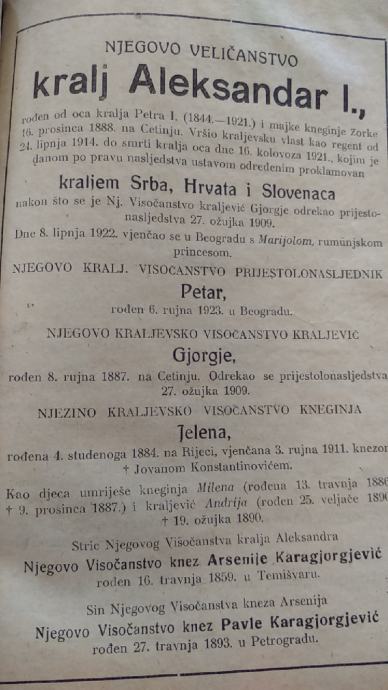 NJEGOVO VELIČANSTVO
kralj Aleksandar I.,
rođen od oca kralja Petra I. (1844.—1921.) i majke kneginje Zorke
16. prosinca 1888. na Cetinju. Vršio kraljevsku vlast kao regent od
24. lipnja 1914. do smrti kralja oca dne 16. kolovoza 1921., kojim je
danom po pravu nasljedstva ustavom određenim proklamovan
kraljem Srba, Hrvata i Slovenaca
nakon što se je Nj. Visočanstvo kraljević Gjorgje odrekao prijesto-
nasljedstva 27. ožujka 1909.
Dne 8. lipnja 1922. vjenčao se u Beogradu s Marijolom, rumunjskom
princesom.
NJEGOVO KRALJ. VISOČANSTVO PRIJESTOLONASLJEDNIK
Petar,
rođen 6. rujna 1923. u Beogradu.
NJEGOVO KRALJEVSKO VISOČANSTVO KRALJEVIĆ
Gjorgje,
rođen 8. rujna 1887. na Cetinju. Odrekao se prijestolonasljedstva
27. ožujka 1909.
NJEZINO KRALJEVSKO VISOČANSTVO KNEGINJA
Jelena,
rođena 4. studenoga 1884. na Rijeci, vjenčana 3. rujna 1911. knezom
† Jovanom Konstantinovićem.
Kao djeca umriješe kneginja Milena (rođena 13. travnja 1886
† 9. prosinca 1887.) i kraljević Andrija (rođen 25. veljače 1890
† 19. ožujka 1890.
Stric Njegovog Visočanstva kralja Aleksandra
Njegovo Visočanstvo knez Arsenije Karagjorgjević
rođen 16. travnja 1859. u Temišvaru.
Sin Njegovog Visočanstva kneza Arsenija
Njegovo Visočanstvo knez Pavle Karagjorgjević
rođen 27. travnja 1893. u Petrogradu.